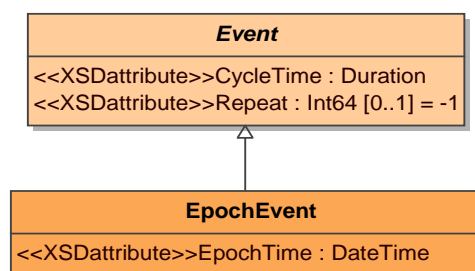 Event
<<XSDattribute>>CycleTime : Duration
<<XSDattribute>>Repeat : Int64 [0..1] = -1
EpochEvent
<<XSDattribute>>EpochTime : DateTime